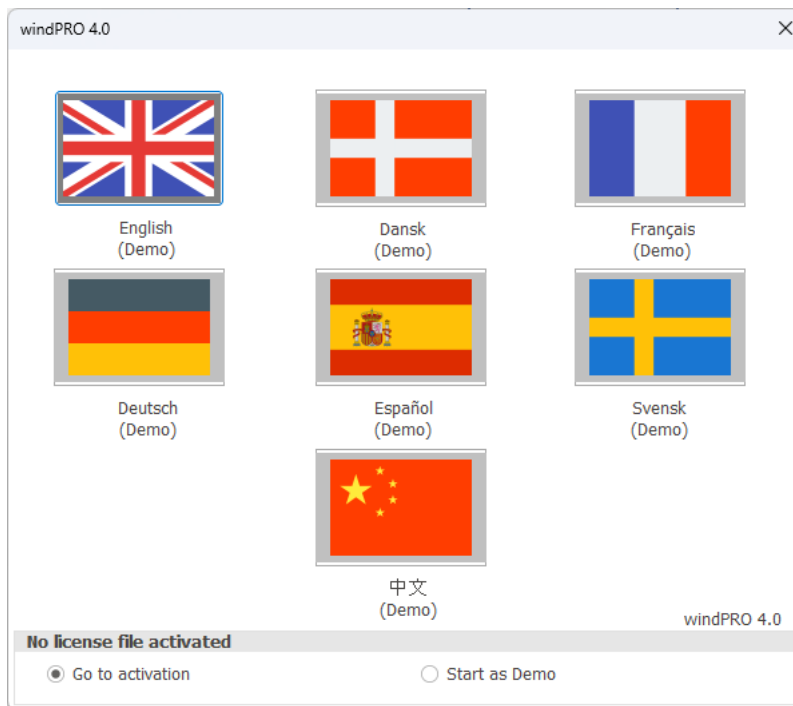 windPRO 4.0
English
(Demo)
Dansk
(Demo)
Français
(Demo)
Deutsch
(Demo)
Español
(Demo)
Svensk
(Demo)
中文
(Demo)
windPRO 4.0
No license file activated
Go to activation
Start as Demo